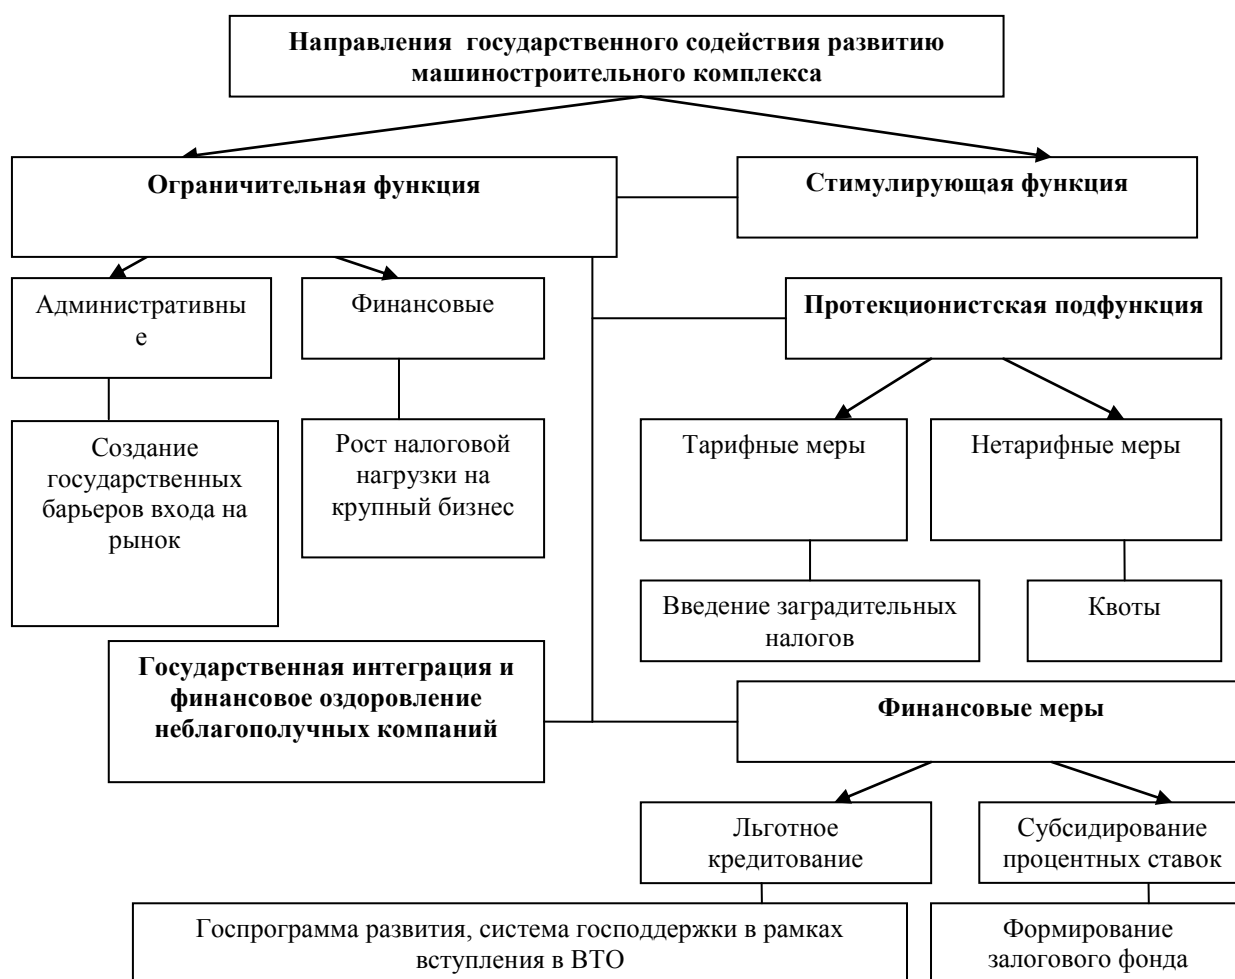 Направления государственного содействия развитию
машиностроительного комплекса
Ограничительная функция
Стимулирующая функция
Административны
е
Финансовые
Протекционистская подфункция
Создание
государственных
барьеров входа на
рынок
Рост налоговой
нагрузки на
крупный бизнес
Тарифные меры
Нетарифные меры
Введение заградительных
налогов
Квоты
Государственная интеграция и
финансовое оздоровление
неблагополучных компаний
Финансовые меры
Льготное
кредитование
Субсидирование
процентных ставок
Госпрограмма развития, система господдержки в рамках
вступления в ВТО
Формирование
залогового фонда